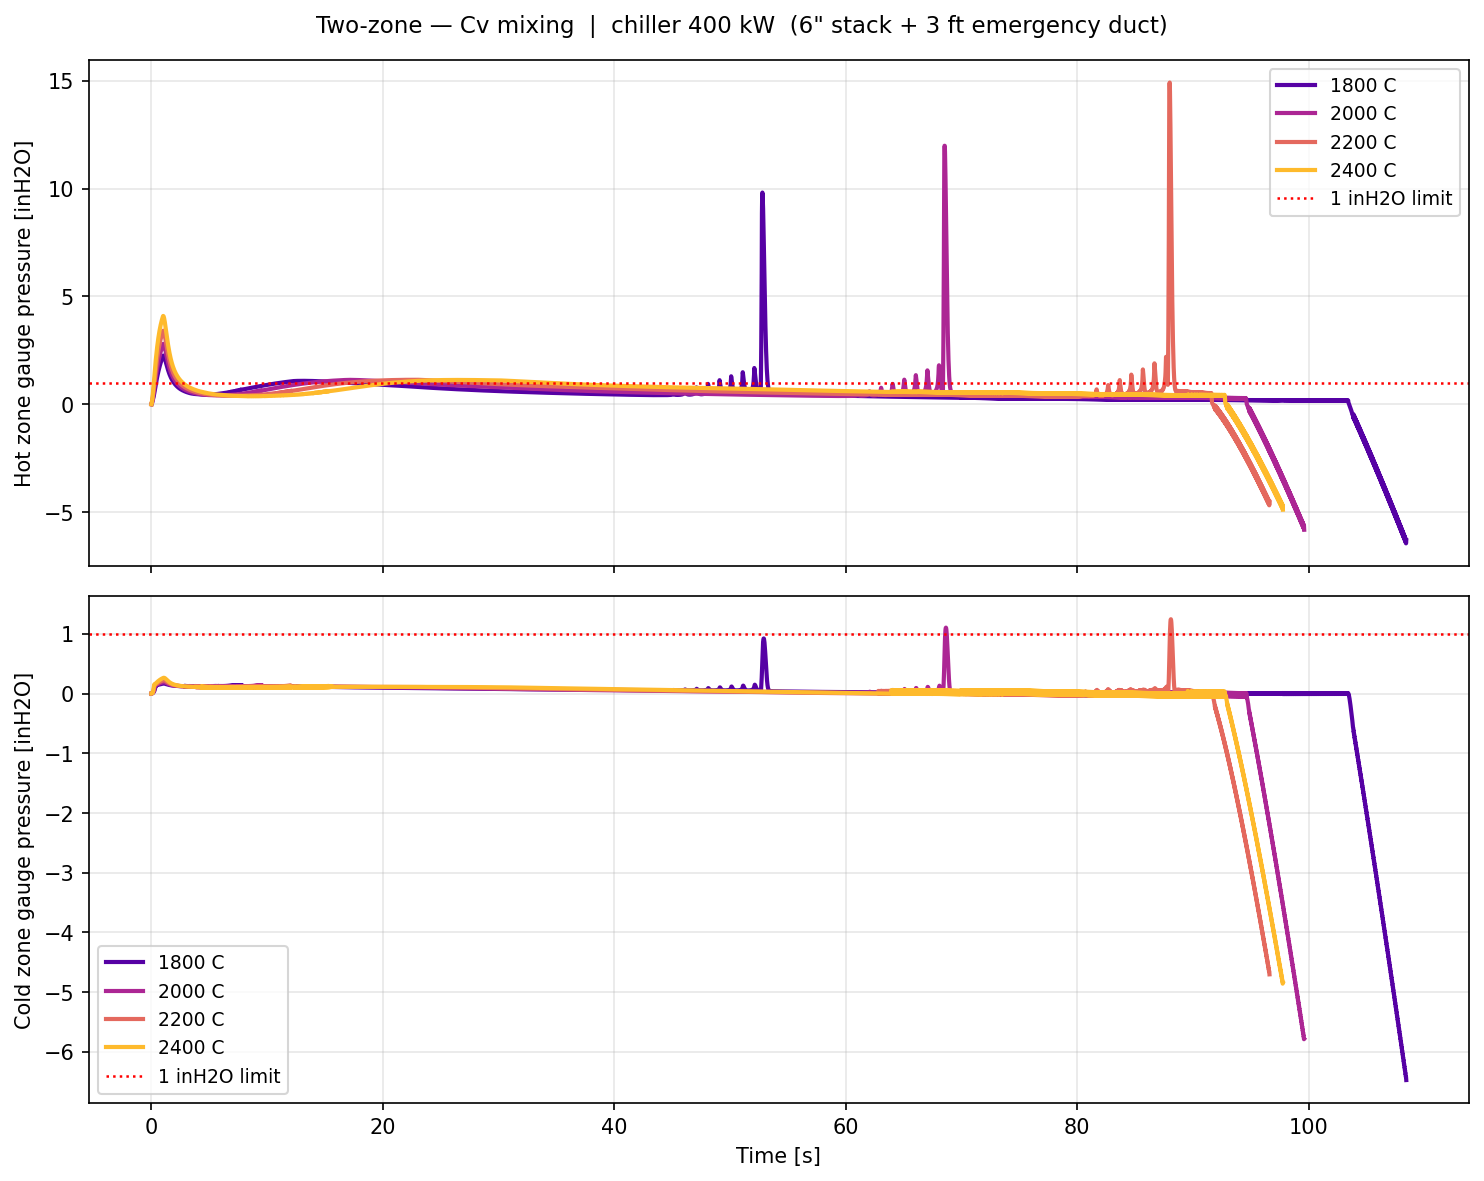 Two-zone — Cv mixing | chiller 400 kW (6" stack + 3 ft emergency duct)
Hot zone gauge pressure [inH2O]
15
10
5
0
−5
1800 C
2000 C
2200 C
2400 C
1 inH2O limit
Cold zone gauge pressure [inH2O]
1
0
−1
−2
−3
−4
−5
−6
1800 C
2000 C
2200 C
2400 C
1 inH2O limit
0
20
40
60
80
100
Time [s]